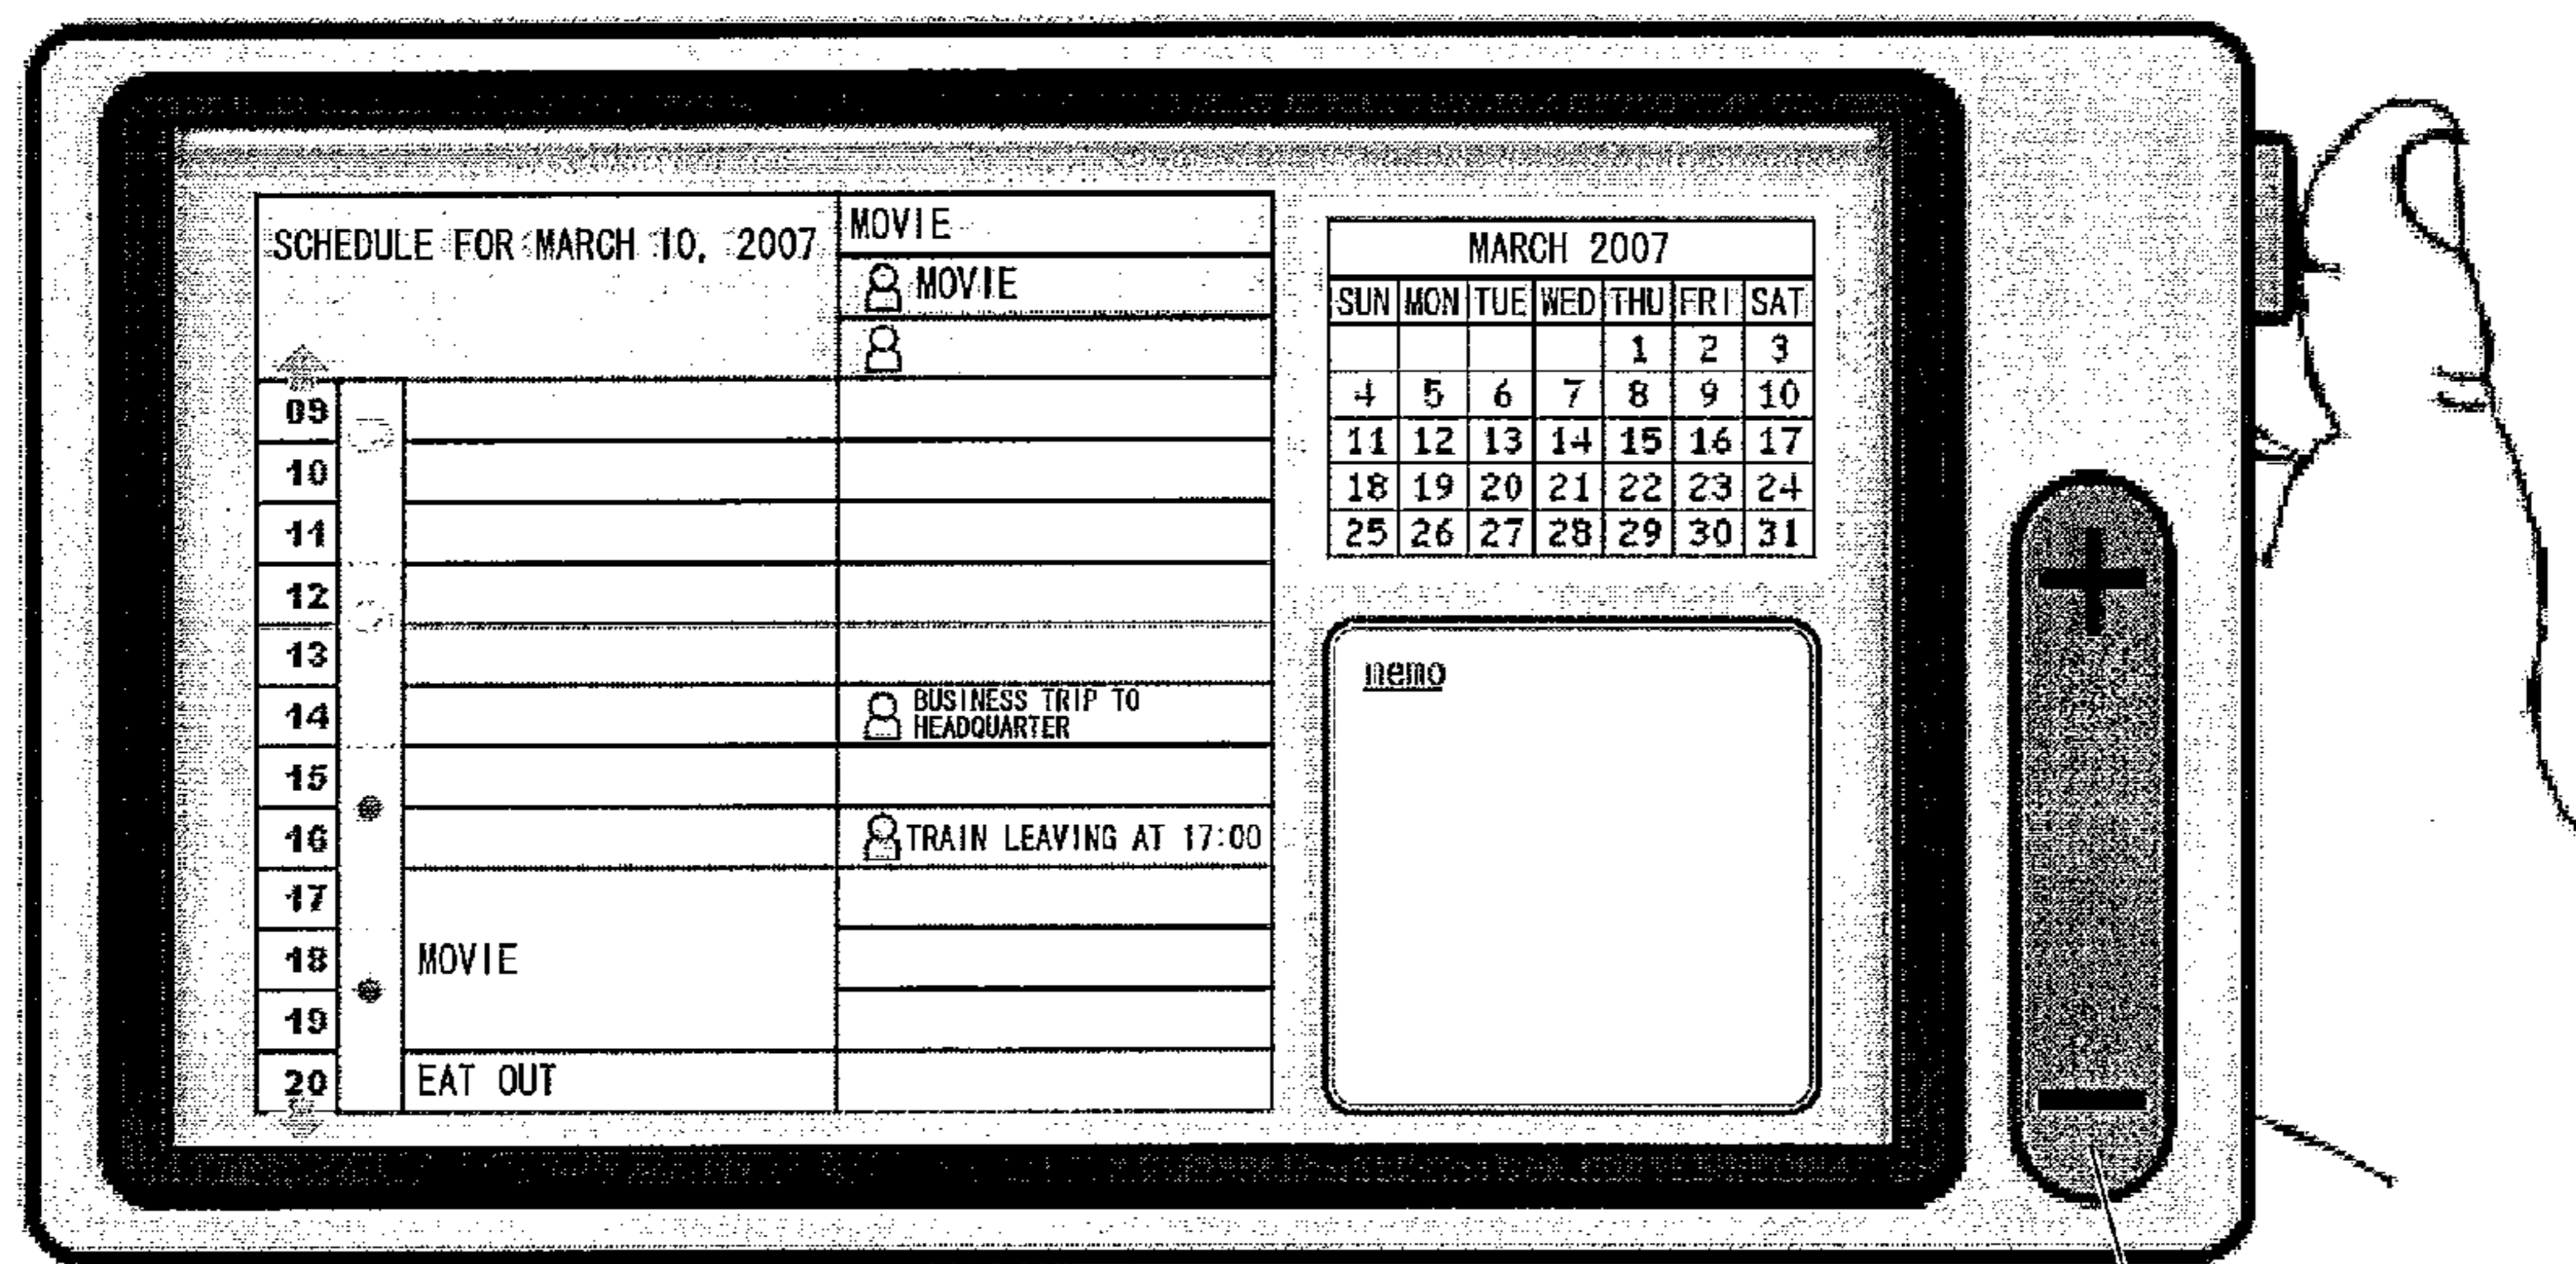 SCHEDULE FOR MARCH 10, 2007
MOVIE
MOVIE
09
10
11
12
13
14 BUSINESS TRIP TO
HEADQUARTER
15
16 TRAIN LEAVING AT 17:00
17
18 MOVIE
19
20 EAT OUT
MARCH 2007
SUN MON TUE WED THU FRI SAT
1 2 3
4 5 6 7 8 9 10
11 12 13 14 15 16 17
18 19 20 21 22 23 24
25 26 27 28 29 30 31
memo
+
−